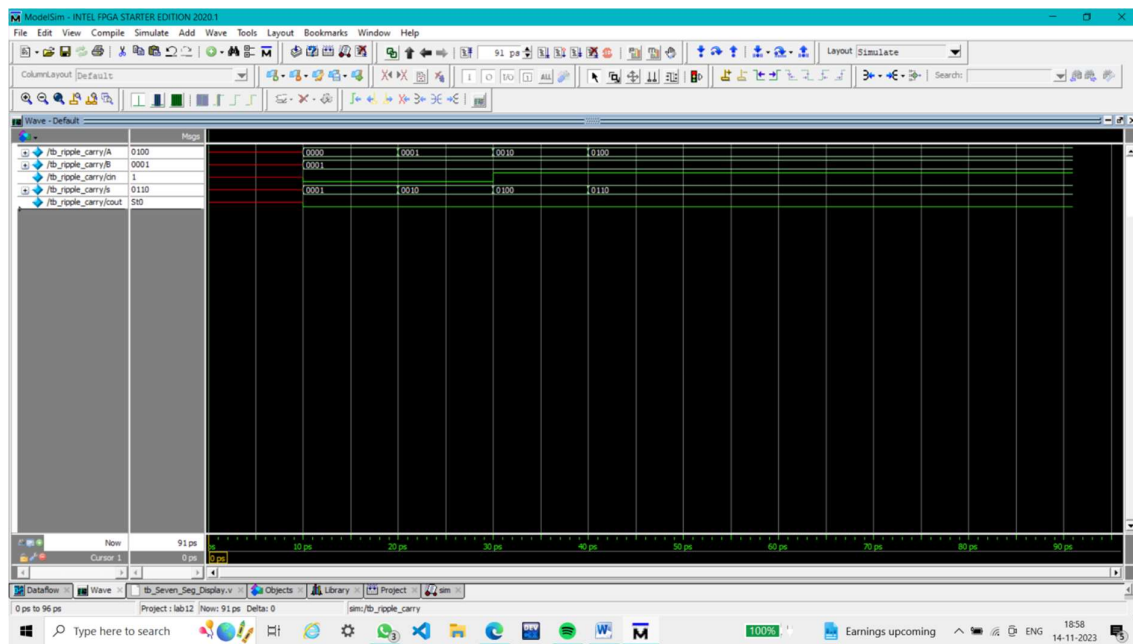 ModelSim - INTEL FPGA STARTER EDITION 2020.1
File Edit View Compile Simulate Add Wave Tools Layout Bookmarks Window Help
91 ps Layout Simulate
ColumnLayout Default Search:
Wave - Default
Msgs
/tb_ripple_carry/A 0100 0000 0001 0010 0100
/tb_ripple_carry/B 0001 0001
/tb_ripple_carry/cin 1
/tb_ripple_carry/s 0110 0001 0010 0100 0110
/tb_ripple_carry/cout St0
Now 91 ps ps 10 ps 20 ps 30 ps 40 ps 50 ps 60 ps 70 ps 80 ps 90 ps
Cursor 1 0 ps 0 ps
Dataflow Wave tb_Seven_Seg_Display.v Objects Library Project sim
0 ps to 96 ps Project : lab12 Now: 91 ps Delta: 0 sim:/tb_ripple_carry
Type here to search 100% Earnings upcoming ENG 18:58
14-11-2023